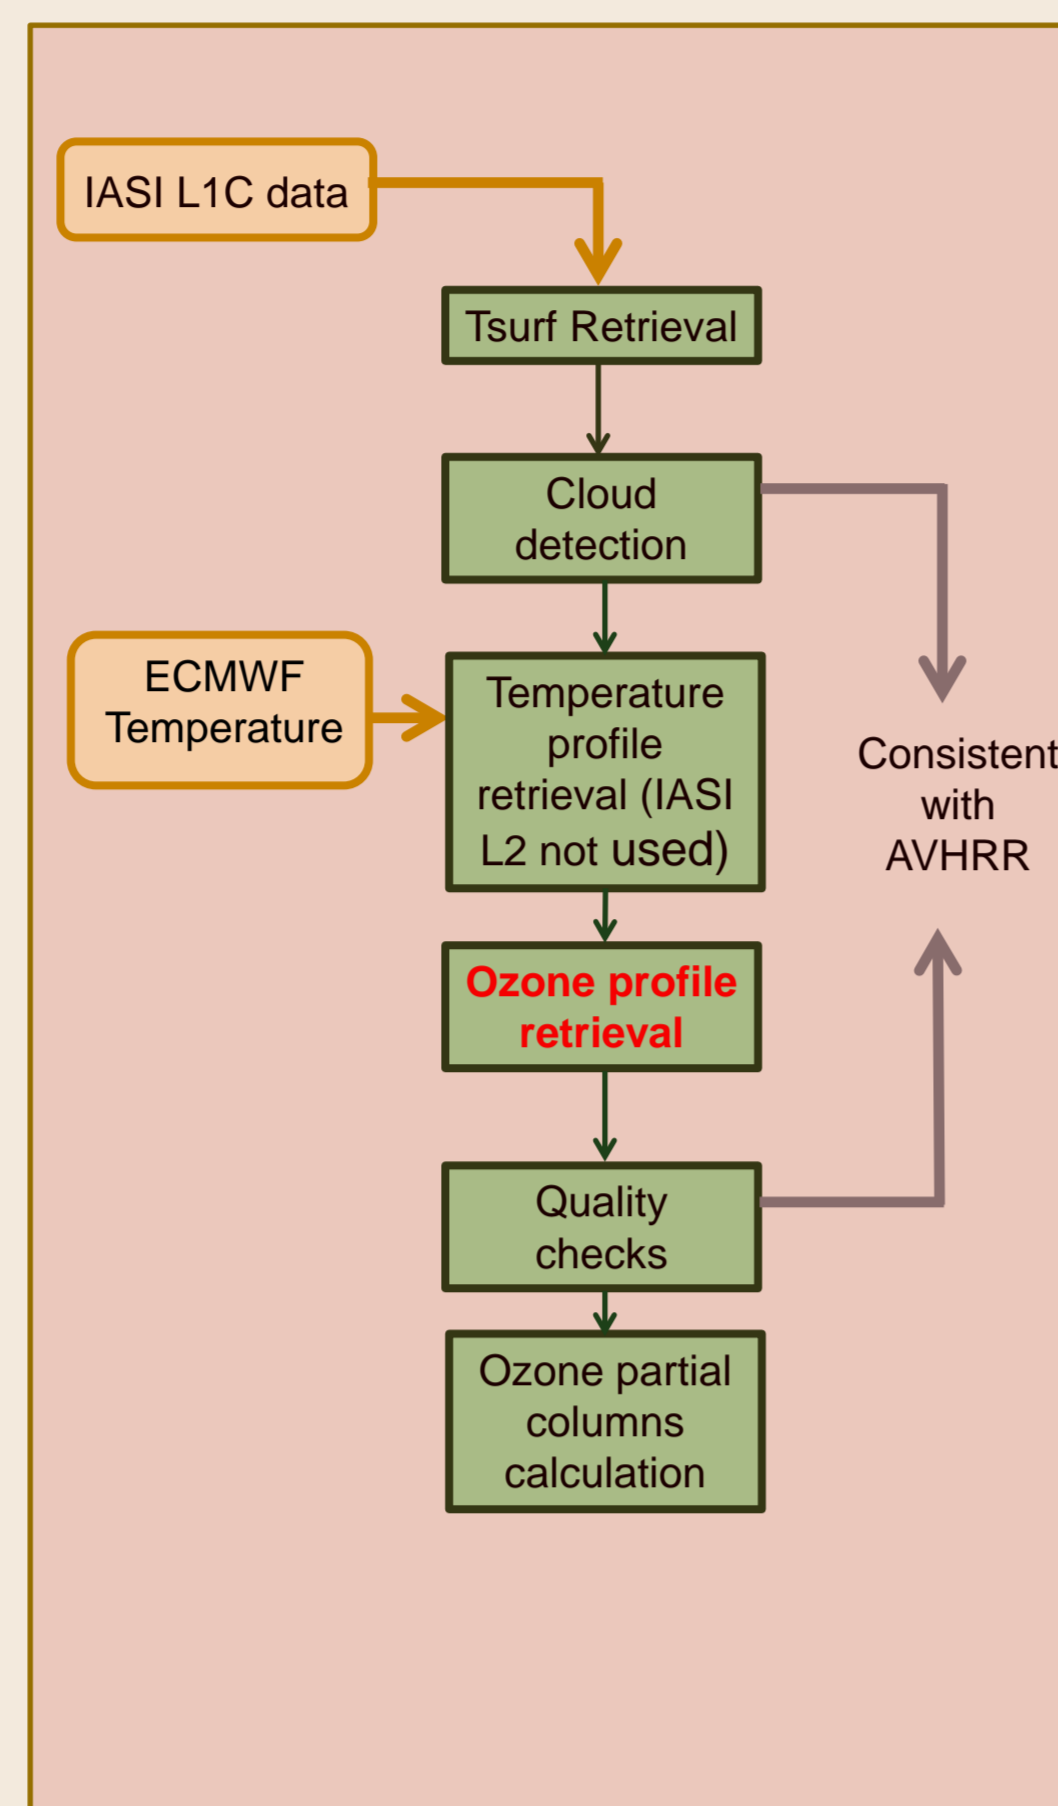 IASI L1C data
Tsurf Retrieval
Cloud
detection
ECMWF
Temperature
Temperature
profile
retrieval (IASI
L2 not used)
Consistent
with
AVHRR
Ozone profile
retrieval
Quality
checks
Ozone partial
columns
calculation